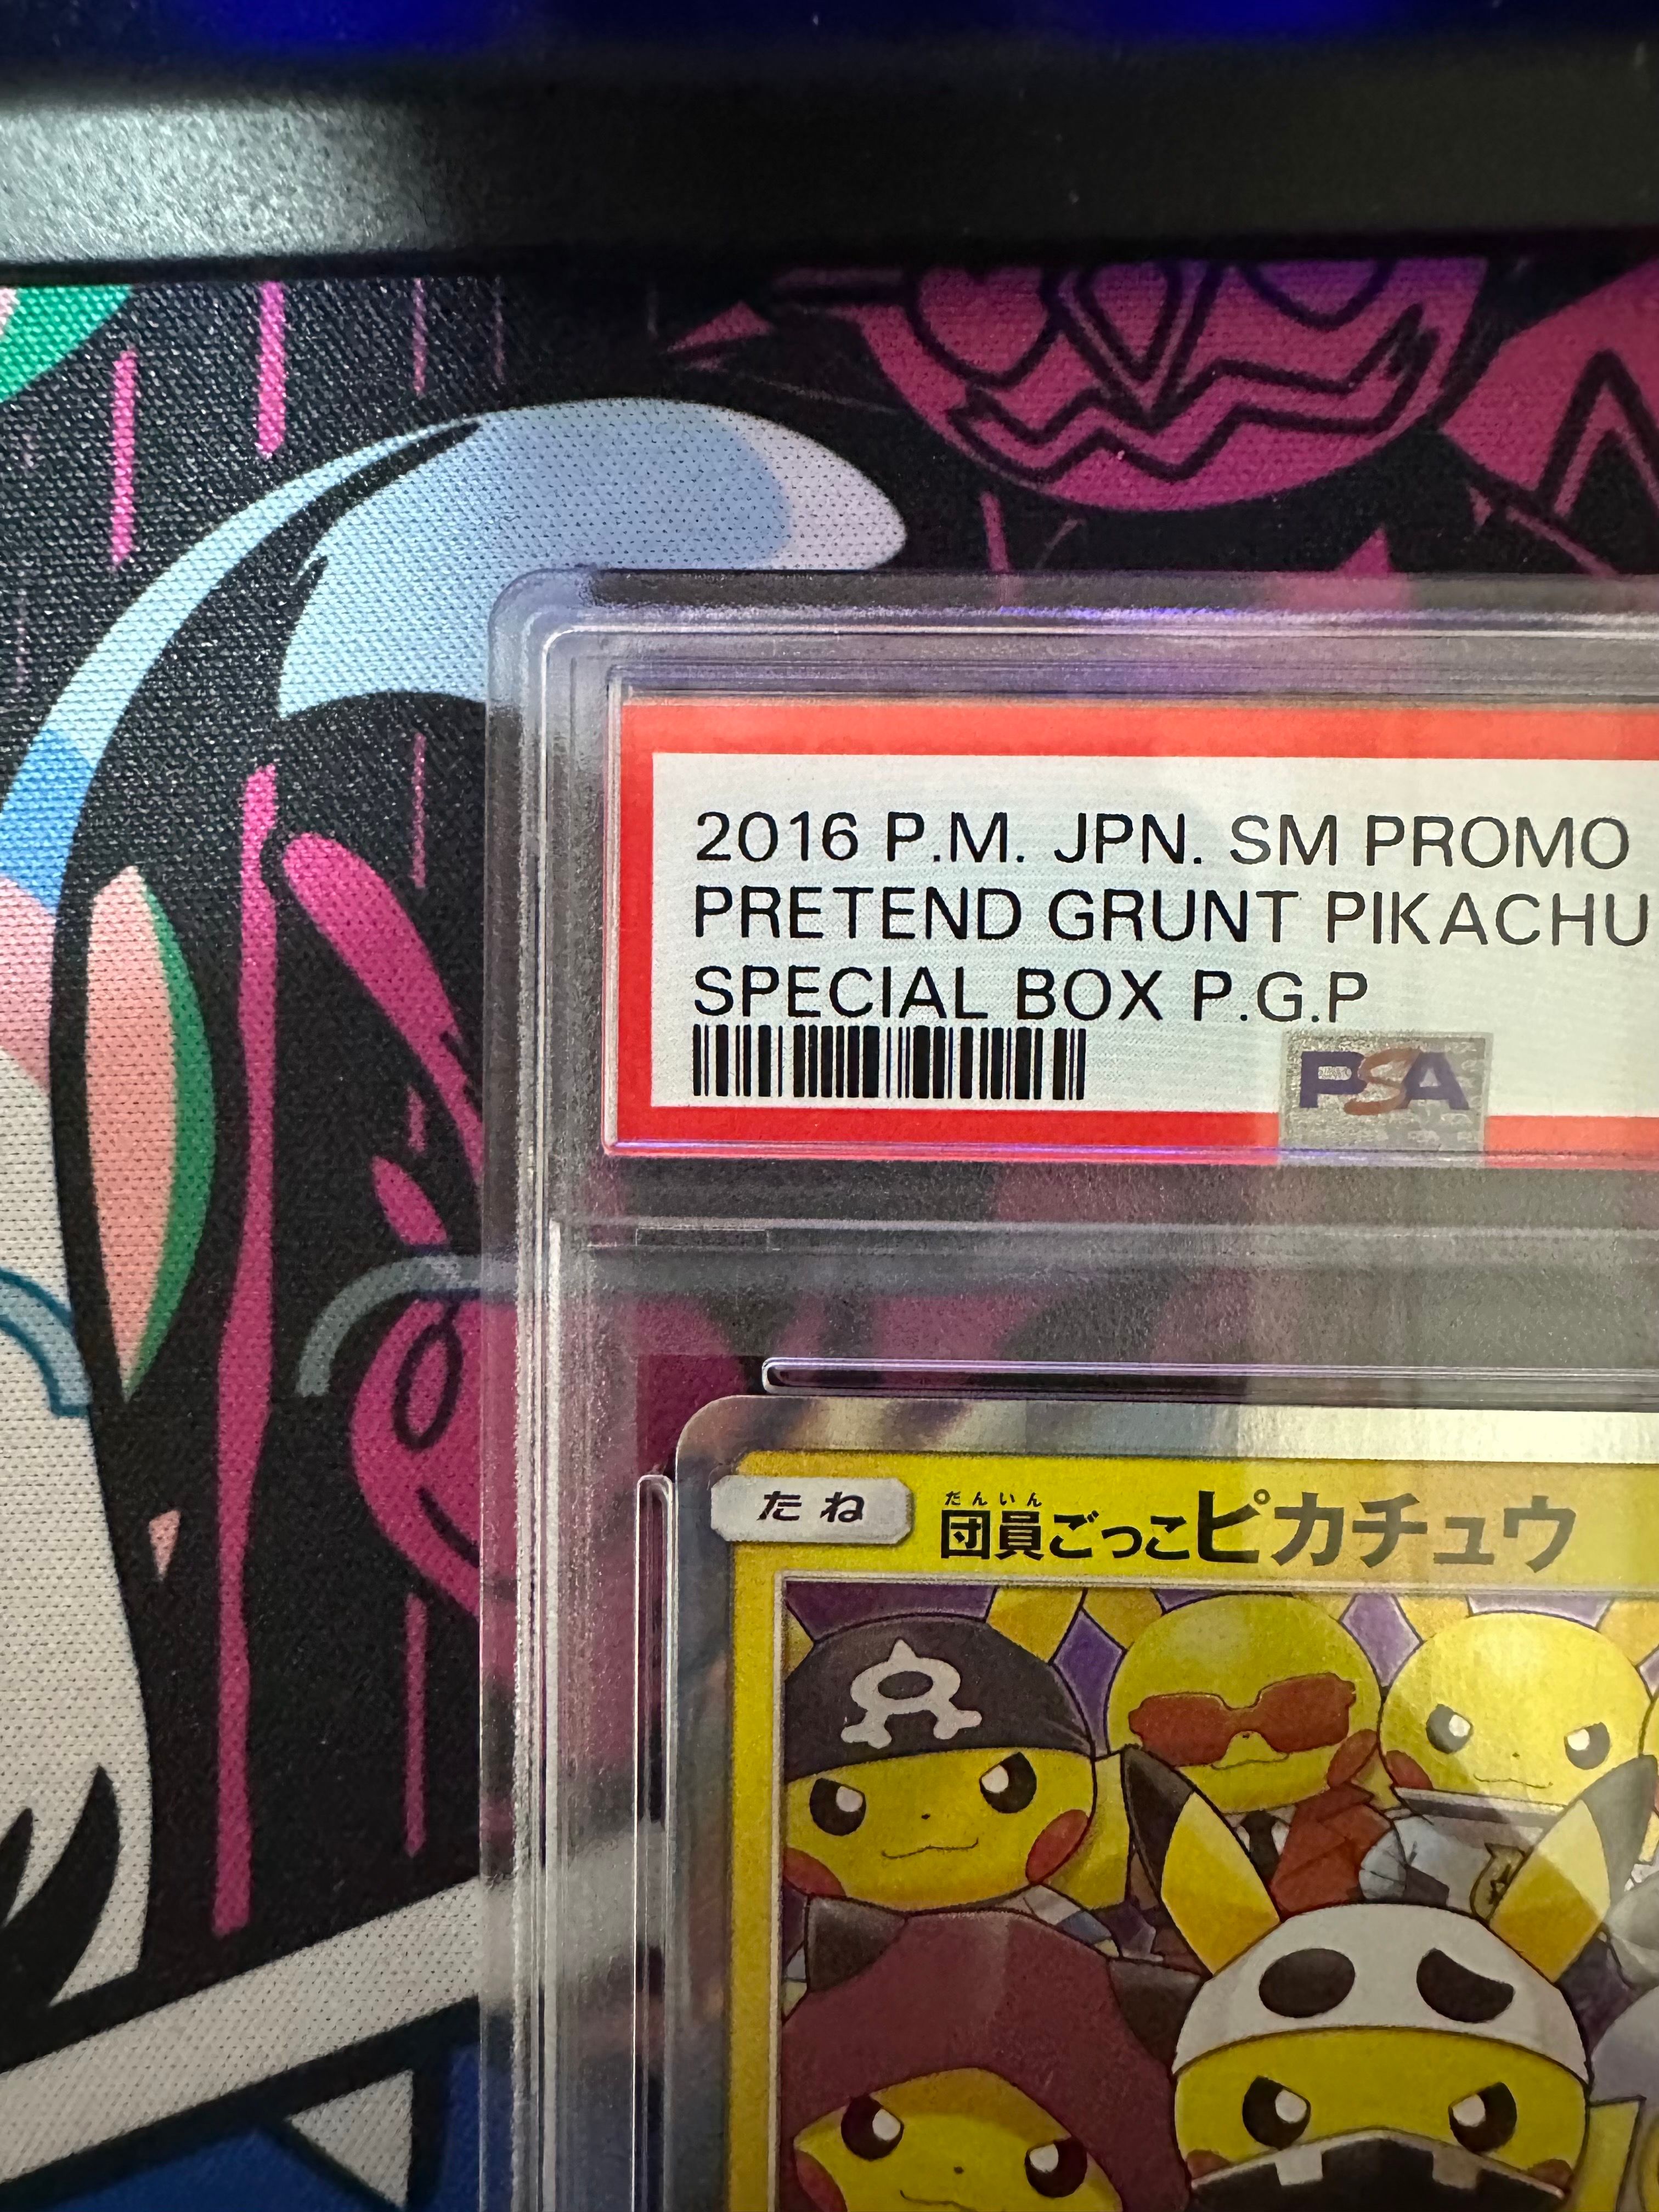 2016 P.M. JPN. SM PROMO
PRETEND GRUNT PIKACHU
SPECIAL BOX P.G.P
PSA
たね
だんいん
団員ごっこピカチュウ